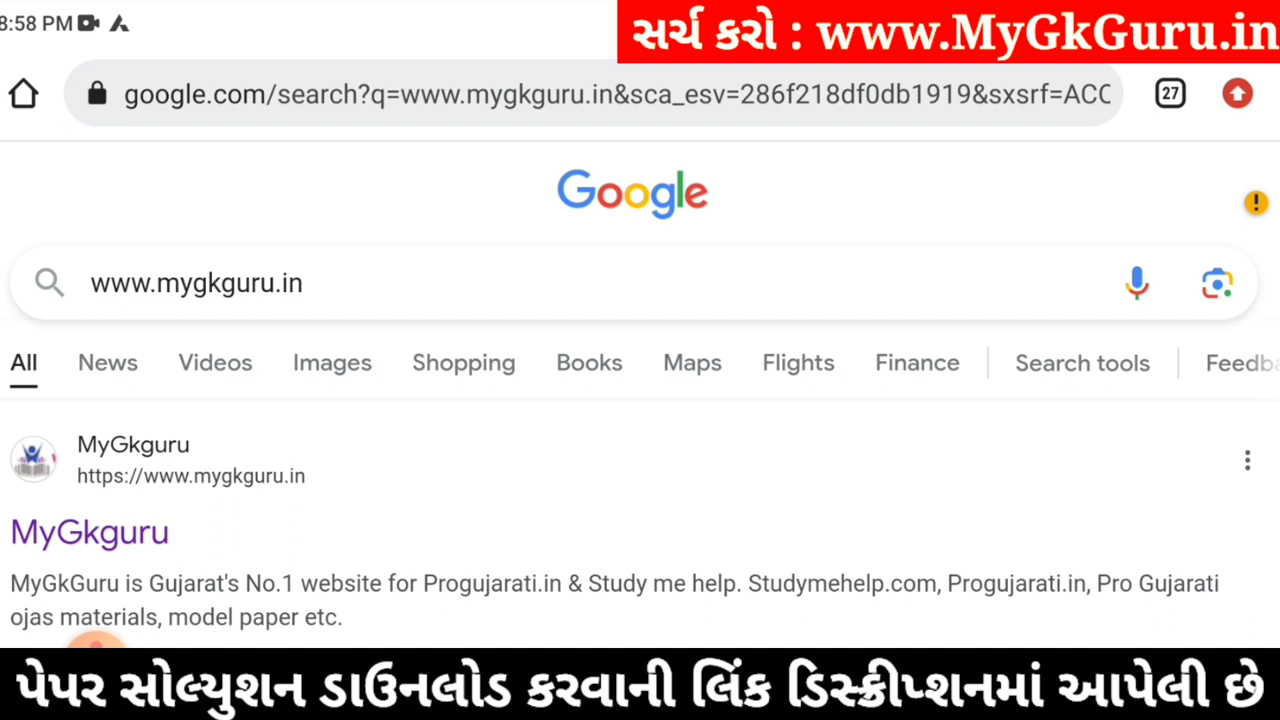 8:58 PM
સર્ચ કરો : www.MyGkGuru.in
google.com/search?q=www.mygkguru.in&sca_esv=286f218df0db1919&sxsrf=ACC
27
Google
www.mygkguru.in
All News Videos Images Shopping Books Maps Flights Finance Search tools Feedba
MyGkguru
https://www.mygkguru.in
MyGkguru
MyGkGuru is Gujarat's No.1 website for Progujarati.in & Study me help. Studymehelp.com, Progujarati.in, Pro Gujarati
ojas materials, model paper etc.
પેપર સોલ્યુશન ડાઉનલોડ કરવાની લિંક ડિસ્ક્રીપ્શનમાં આપેલી છે